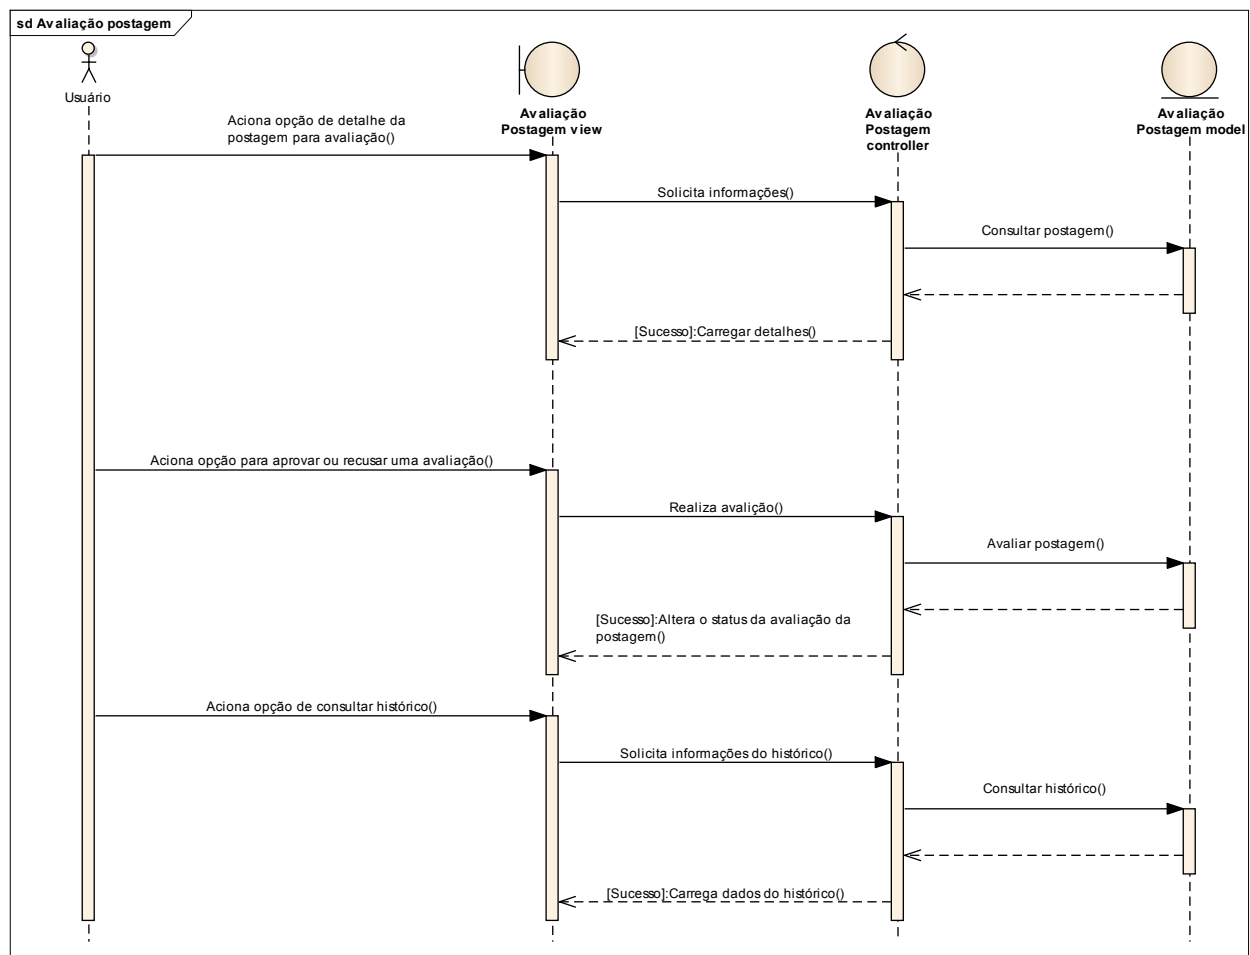 sd Avaliação postagem
Usuário
Avaliação
Postagem view
Avaliação
Postagem
controller
Avaliação
Postagem model
Aciona opção de detalhe da
postagem para avaliação()
Solicita informações()
Consultar postagem()
[Sucesso]:Carregar detalhes()
Aciona opção para aprovar ou recusar uma avaliação()
Realiza avalição()
Avaliar postagem()
[Sucesso]:Altera o status da avaliação da
postagem()
Aciona opção de consultar histórico()
Solicita informações do histórico()
Consultar histórico()
[Sucesso]:Carrega dados do histórico()